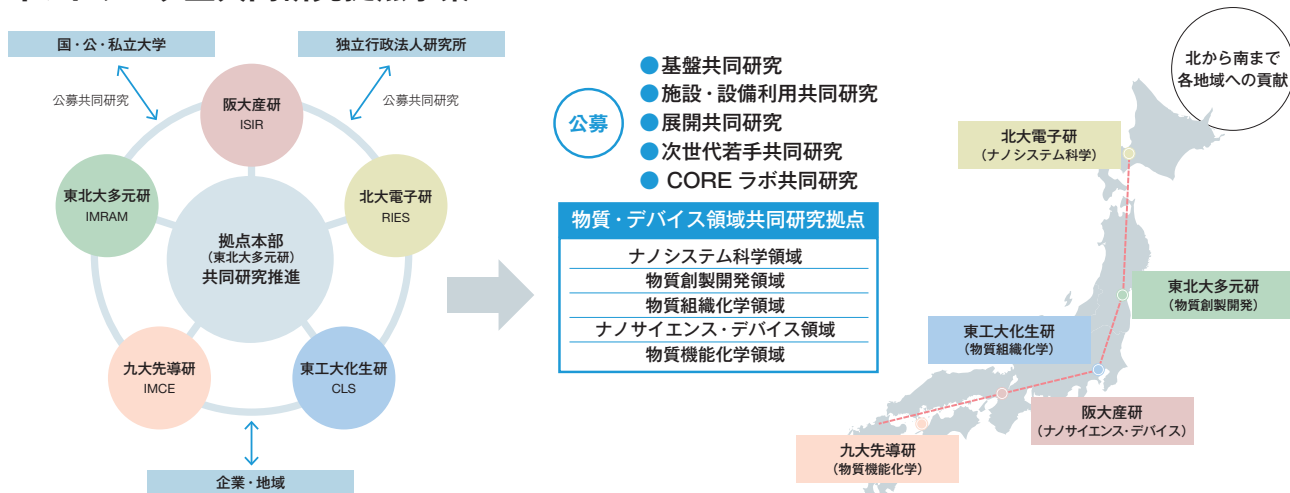 国・公・私立大学
独立行政法人研究所
公募共同研究
公募共同研究
阪大産研
ISIR
東北大多元研
IMRAM
北大電子研
RIES
拠点本部
(東北大多元研)
共同研究推進
九大先導研
IMCE
東工大化生研
CLS
企業・地域
公募
●基盤共同研究
●施設・設備利用共同研究
●展開共同研究
●次世代若手共同研究
● CORE ラボ共同研究
物質・デバイス領域共同研究拠点
ナノシステム科学領域
物質創製開発領域
物質組織化学領域
ナノサイエンス・デバイス領域
物質機能化学領域
北から南まで
各地域への貢献
北大電子研
(ナノシステム科学)
東北大多元研
(物質創製開発)
東工大化生研
(物質組織化学)
阪大産研
(ナノサイエンス・デバイス)
九大先導研
(物質機能化学)